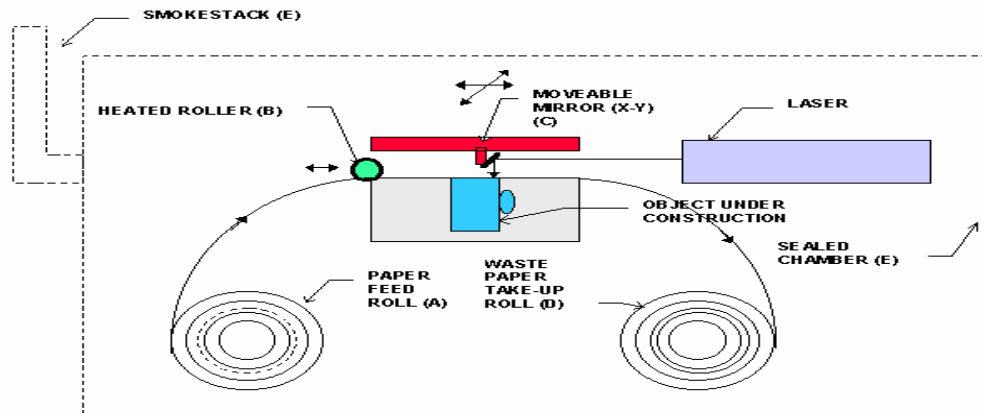 SMOKESTACK (E)
HEATED ROLLER (B)
MOVEABLE
MIRROR (X-Y)
(C)
LASER
OBJECT UNDER
CONSTRUCTION
SEALED
CHAMBER (E)
PAPER
FEED
ROLL (A)
WASTE
PAPER
TAKE-UP
ROLL (D)